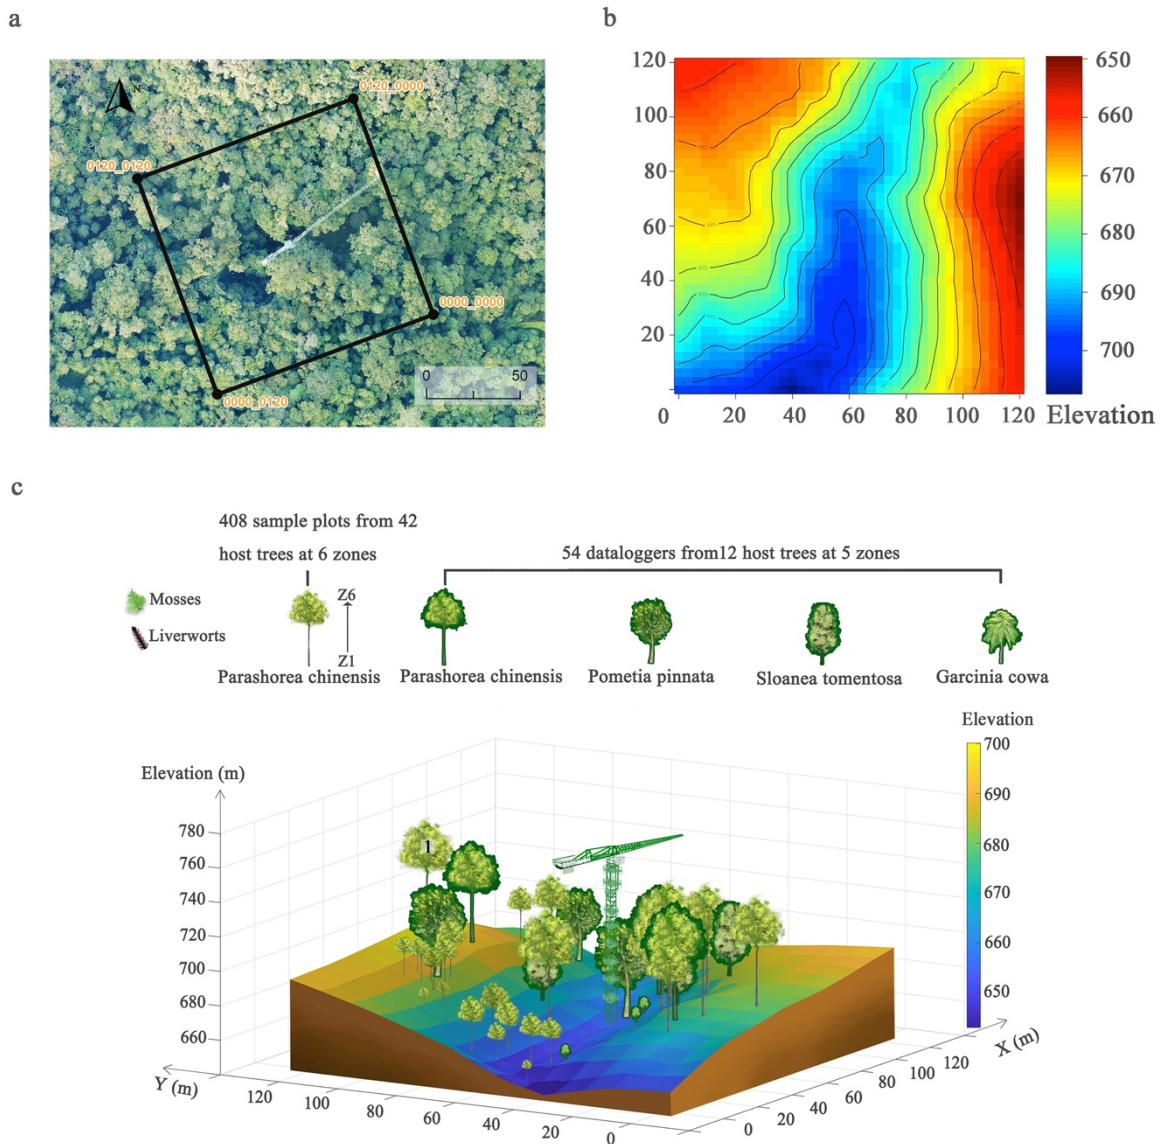 a
N
0120_0000
0120_0120
0000_0000
0000_0120
0 50
b
120
100
80
60
40
20
0 20 40 60 80 100 120
650
660
670
680
690
700
Elevation
c
408 sample plots from 42
host trees at 6 zones
54 dataloggers from12 host trees at 5 zones
Mosses
Liverworts
Z6
Z1
Parashorea chinensis
Parashorea chinensis
Pometia pinnata
Sloanea tomentosa
Garcinia cowa
Elevation
700
690
680
670
660
650
Elevation (m)
780
760
740
720
700
680
660
1
Y (m)
120 100 80 60 40 20 0
0 20 40 60 80 100 120
X (m)